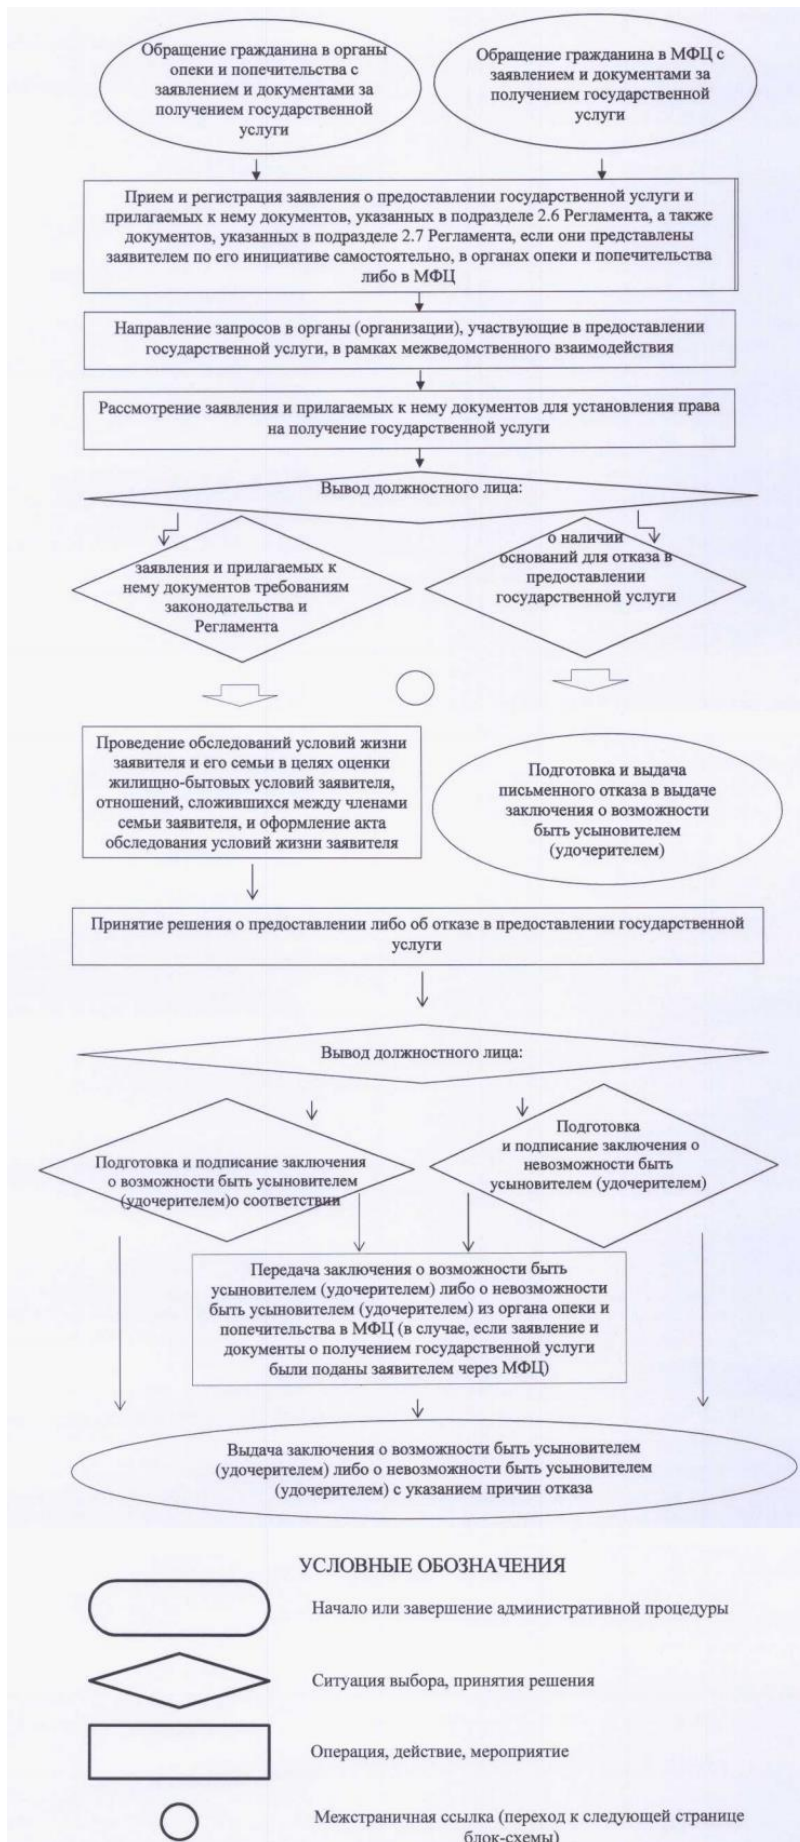 Обращение гражданина в органы
опеки и попечительства с
заявлением и документами за
получением государственной
услуги
Обращение гражданина в МФЦ с
заявлением и документами за
получением государственной
услуги
Прием и регистрация заявления о предоставлении государственной услуги и
прилагаемых к нему документов, указанных в подразделе 2.6 Регламента, а также
документов, указанных в подразделе 2.7 Регламента, если они представлены
заявителем по его инициативе самостоятельно, в органах опеки и попечительства
либо в МФЦ
Направление запросов в органы (организации), участвующие в предоставлении
государственной услуги, в рамках межведомственного взаимодействия
Рассмотрение заявления и прилагаемых к нему документов для установления права
на получение государственной услуги
Вывод должностного лица:
заявления и прилагаемых к
нему документов требованиям
законодательства и
Регламента
о наличии
оснований для отказа в
предоставлении
государственной услуги
Проведение обследований условий жизни
заявителя и его семьи в целях оценки
жилищно-бытовых условий заявителя,
отношений, сложившихся между членами
семьи заявителя, и оформление акта
обследования условий жизни заявителя
Подготовка и выдача
письменного отказа в выдаче
заключения о возможности
быть усыновителем
(удочерителем)
Принятие решения о предоставлении либо об отказе в предоставлении государственной
услуги
Вывод должностного лица:
Подготовка и подписание заключения
о возможности быть усыновителем
(удочерителем)о соответствии
Подготовка
и подписание заключения о
невозможности быть
усыновителем (удочерителем)
Передача заключения о возможности быть
усыновителем (удочерителем) либо о невозможности
быть усыновителем (удочерителем) из органа опеки и
попечительства в МФЦ (в случае, если заявление и
документы о получением государственной услуги
были поданы заявителем через МФЦ)
Выдача заключения о возможности быть усыновителем
(удочерителем) либо о невозможности быть усыновителем
(удочерителем) с указанием причин отказа
УСЛОВНЫЕ ОБОЗНАЧЕНИЯ
Начало или завершение административной процедуры
Ситуация выбора, принятия решения
Операция, действие, мероприятие
Межстраничная ссылка (переход к следующей странице
блок-схемы)